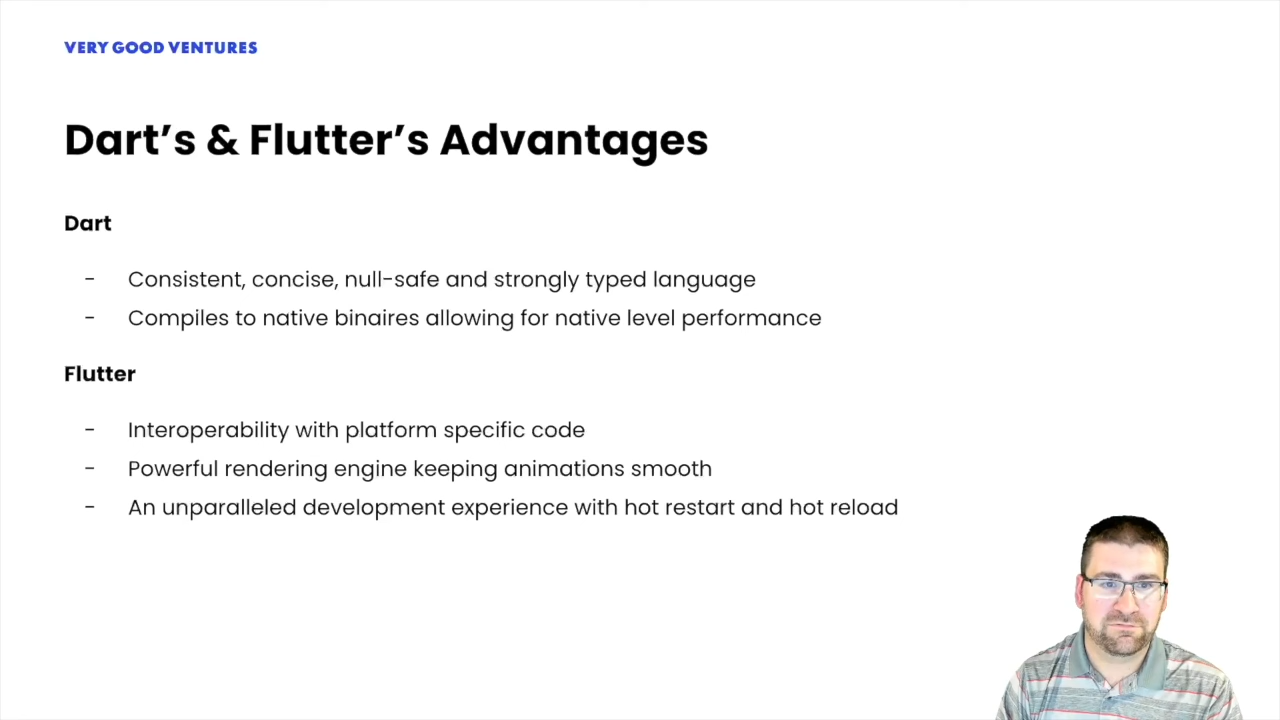 VERY GOOD VENTURES
Dart’s & Flutter’s Advantages
Dart
- Consistent, concise, null-safe and strongly typed language
- Compiles to native binaires allowing for native level performance
Flutter
- Interoperability with platform specific code
- Powerful rendering engine keeping animations smooth
- An unparalleled development experience with hot restart and hot reload